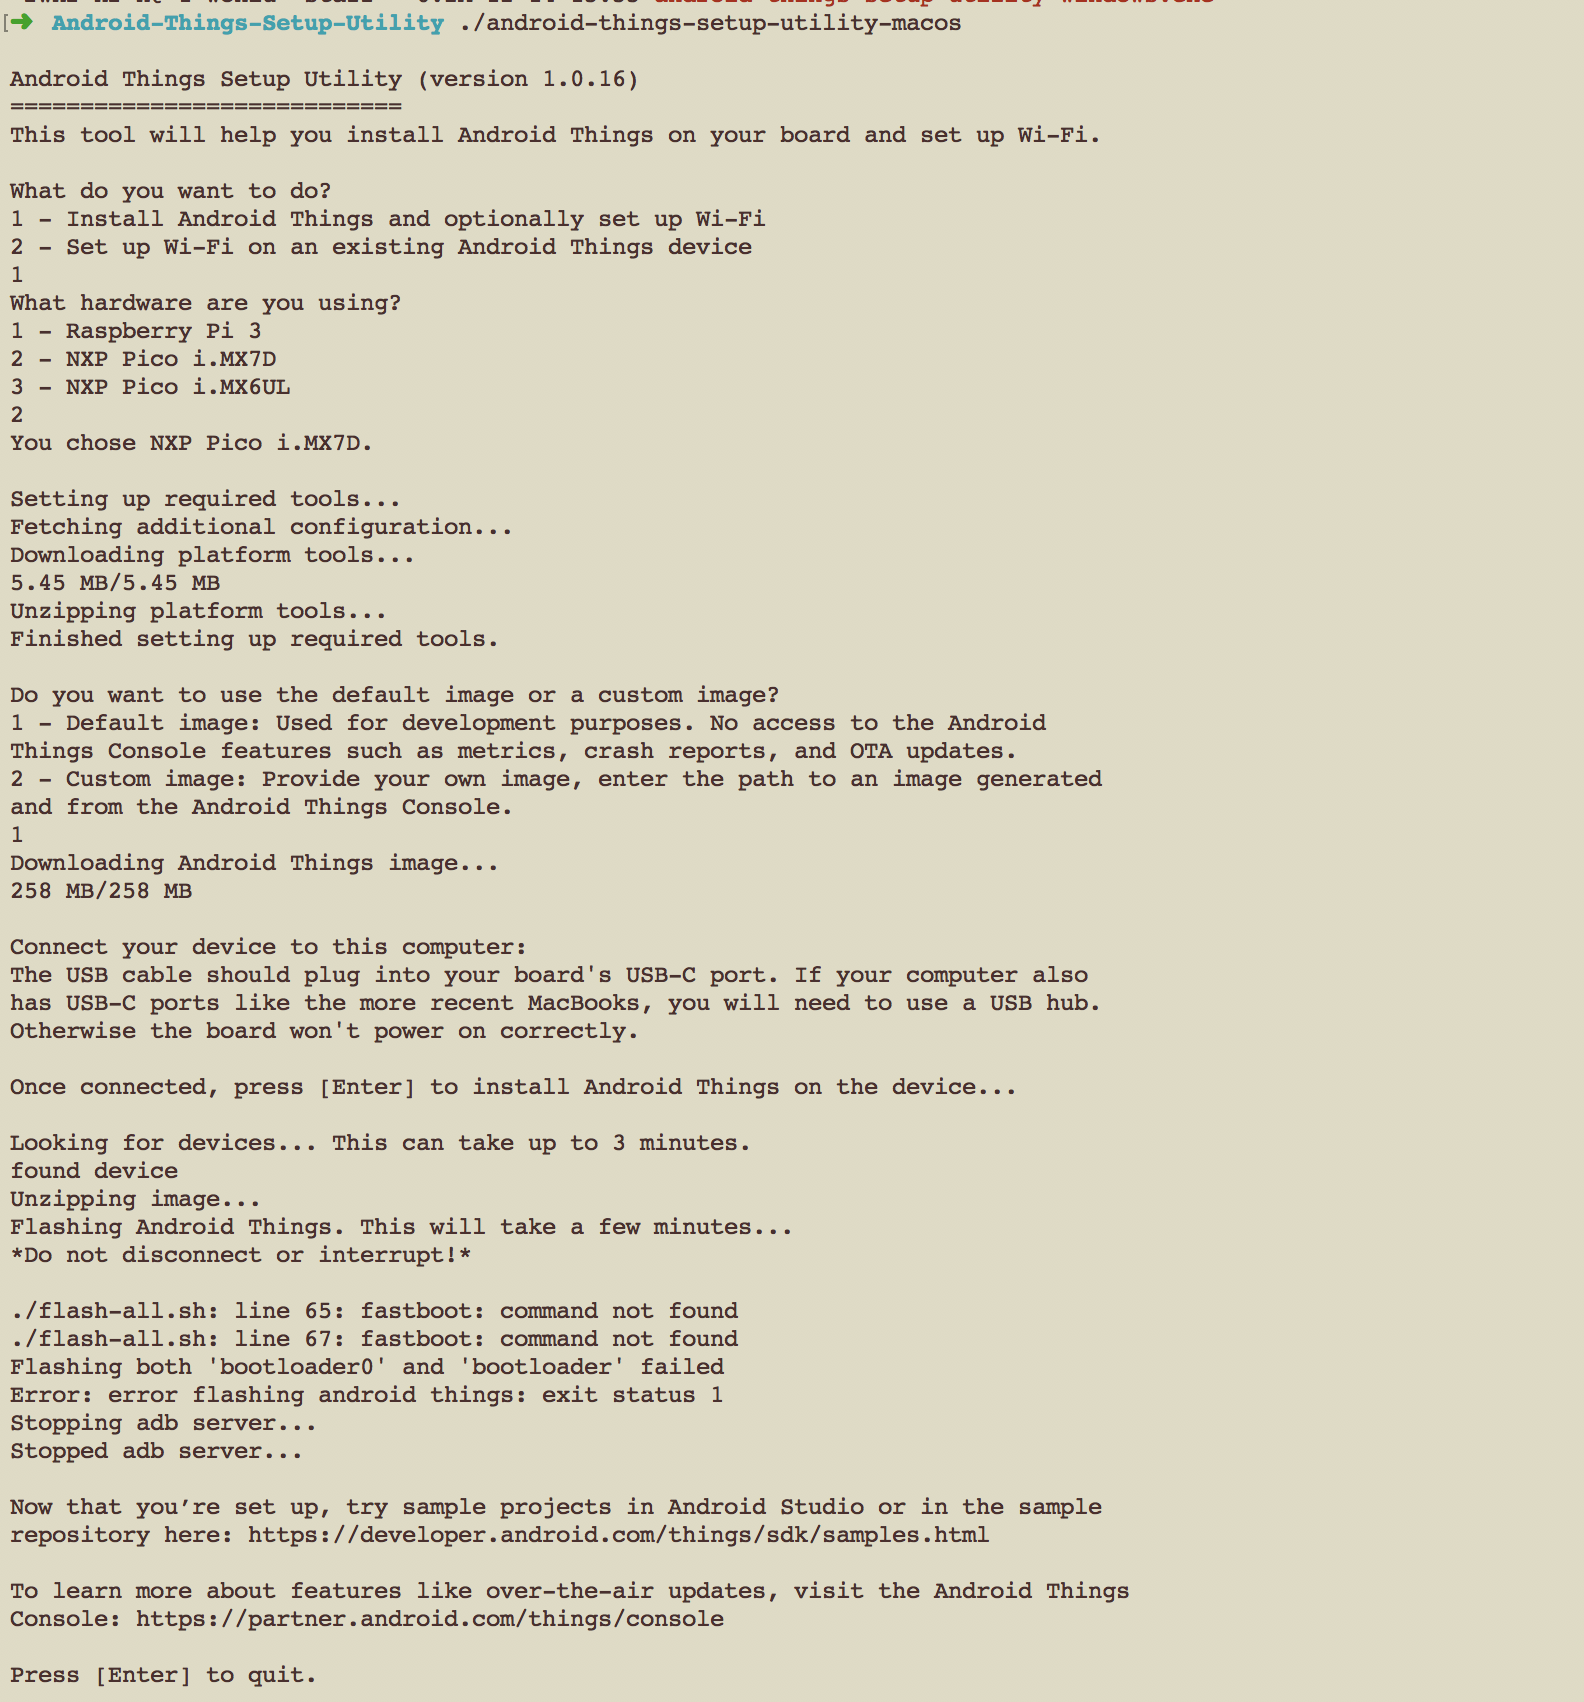 ➜ Android-Things-Setup-Utility ./android-things-setup-utility-macos
Android Things Setup Utility (version 1.0.16)
============================
This tool will help you install Android Things on your board and set up Wi-Fi.
What do you want to do?
1 - Install Android Things and optionally set up Wi-Fi
2 - Set up Wi-Fi on an existing Android Things device
1
What hardware are you using?
1 - Raspberry Pi 3
2 - NXP Pico i.MX7D
3 - NXP Pico i.MX6UL
2
You chose NXP Pico i.MX7D.
Setting up required tools...
Fetching additional configuration...
Downloading platform tools...
5.45 MB/5.45 MB
Unzipping platform tools...
Finished setting up required tools.
Do you want to use the default image or a custom image?
1 - Default image: Used for development purposes. No access to the Android
Things Console features such as metrics, crash reports, and OTA updates.
2 - Custom image: Provide your own image, enter the path to an image generated
and from the Android Things Console.
1
Downloading Android Things image...
258 MB/258 MB
Connect your device to this computer:
The USB cable should plug into your board's USB-C port. If your computer also
has USB-C ports like the more recent MacBooks, you will need to use a USB hub.
Otherwise the board won't power on correctly.
Once connected, press [Enter] to install Android Things on the device...
Looking for devices... This can take up to 3 minutes.
found device
Unzipping image...
Flashing Android Things. This will take a few minutes...
*Do not disconnect or interrupt!*
./flash-all.sh: line 65: fastboot: command not found
./flash-all.sh: line 67: fastboot: command not found
Flashing both 'bootloader0' and 'bootloader' failed
Error: error flashing android things: exit status 1
Stopping adb server...
Stopped adb server...
Now that you’re set up, try sample projects in Android Studio or in the sample
repository here: https://developer.android.com/things/sdk/samples.html
To learn more about features like over-the-air updates, visit the Android Things
Console: https://partner.android.com/things/console
Press [Enter] to quit.